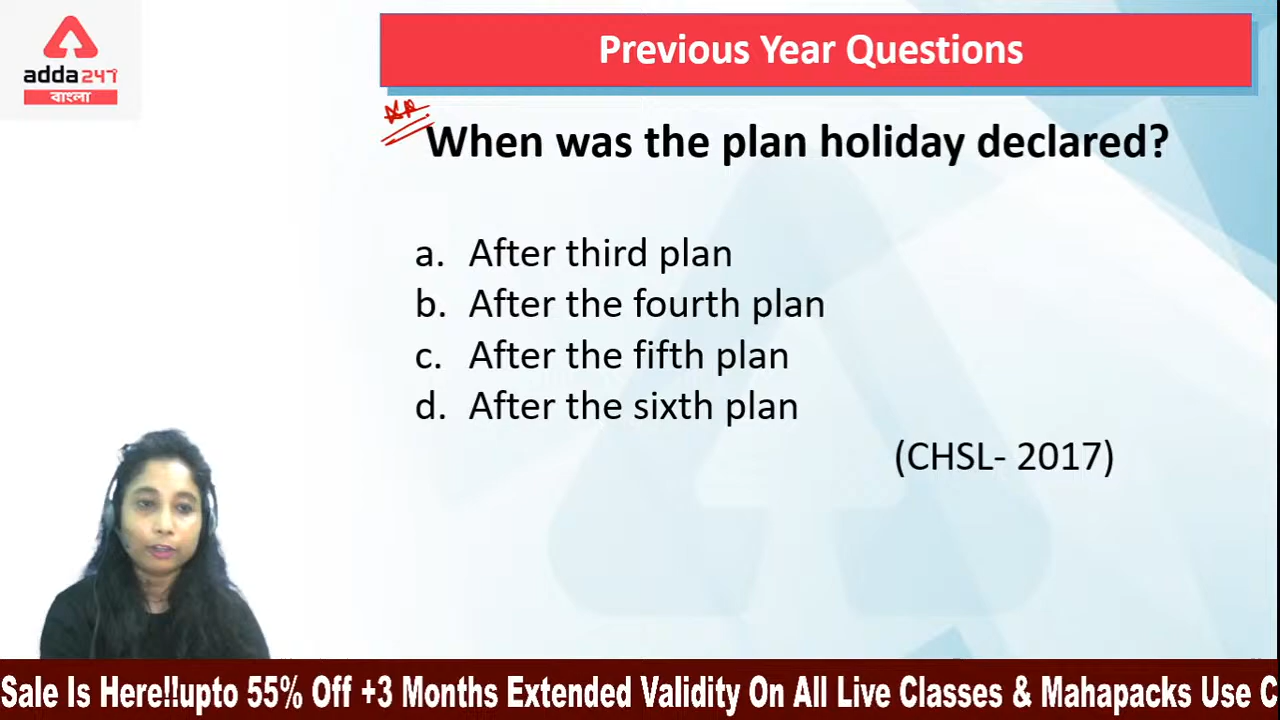 adda247
বাংলা
Previous Year Questions
When was the plan holiday declared?
a. After third plan
b. After the fourth plan
c. After the fifth plan
d. After the sixth plan
(CHSL- 2017)
Sale Is Here!!upto 55% Off +3 Months Extended Validity On All Live Classes & Mahapacks Use C